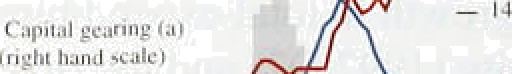 Capital gearing (a)
(right hand scale)
14